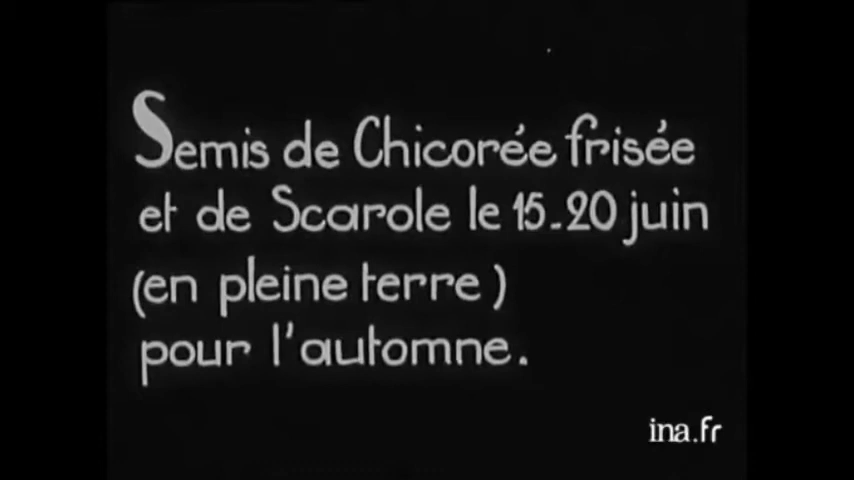 Semis de Chicorée frisée
et de Scarole le 15-20 juin
(en pleine terre)
pour l'automne.
ina.fr